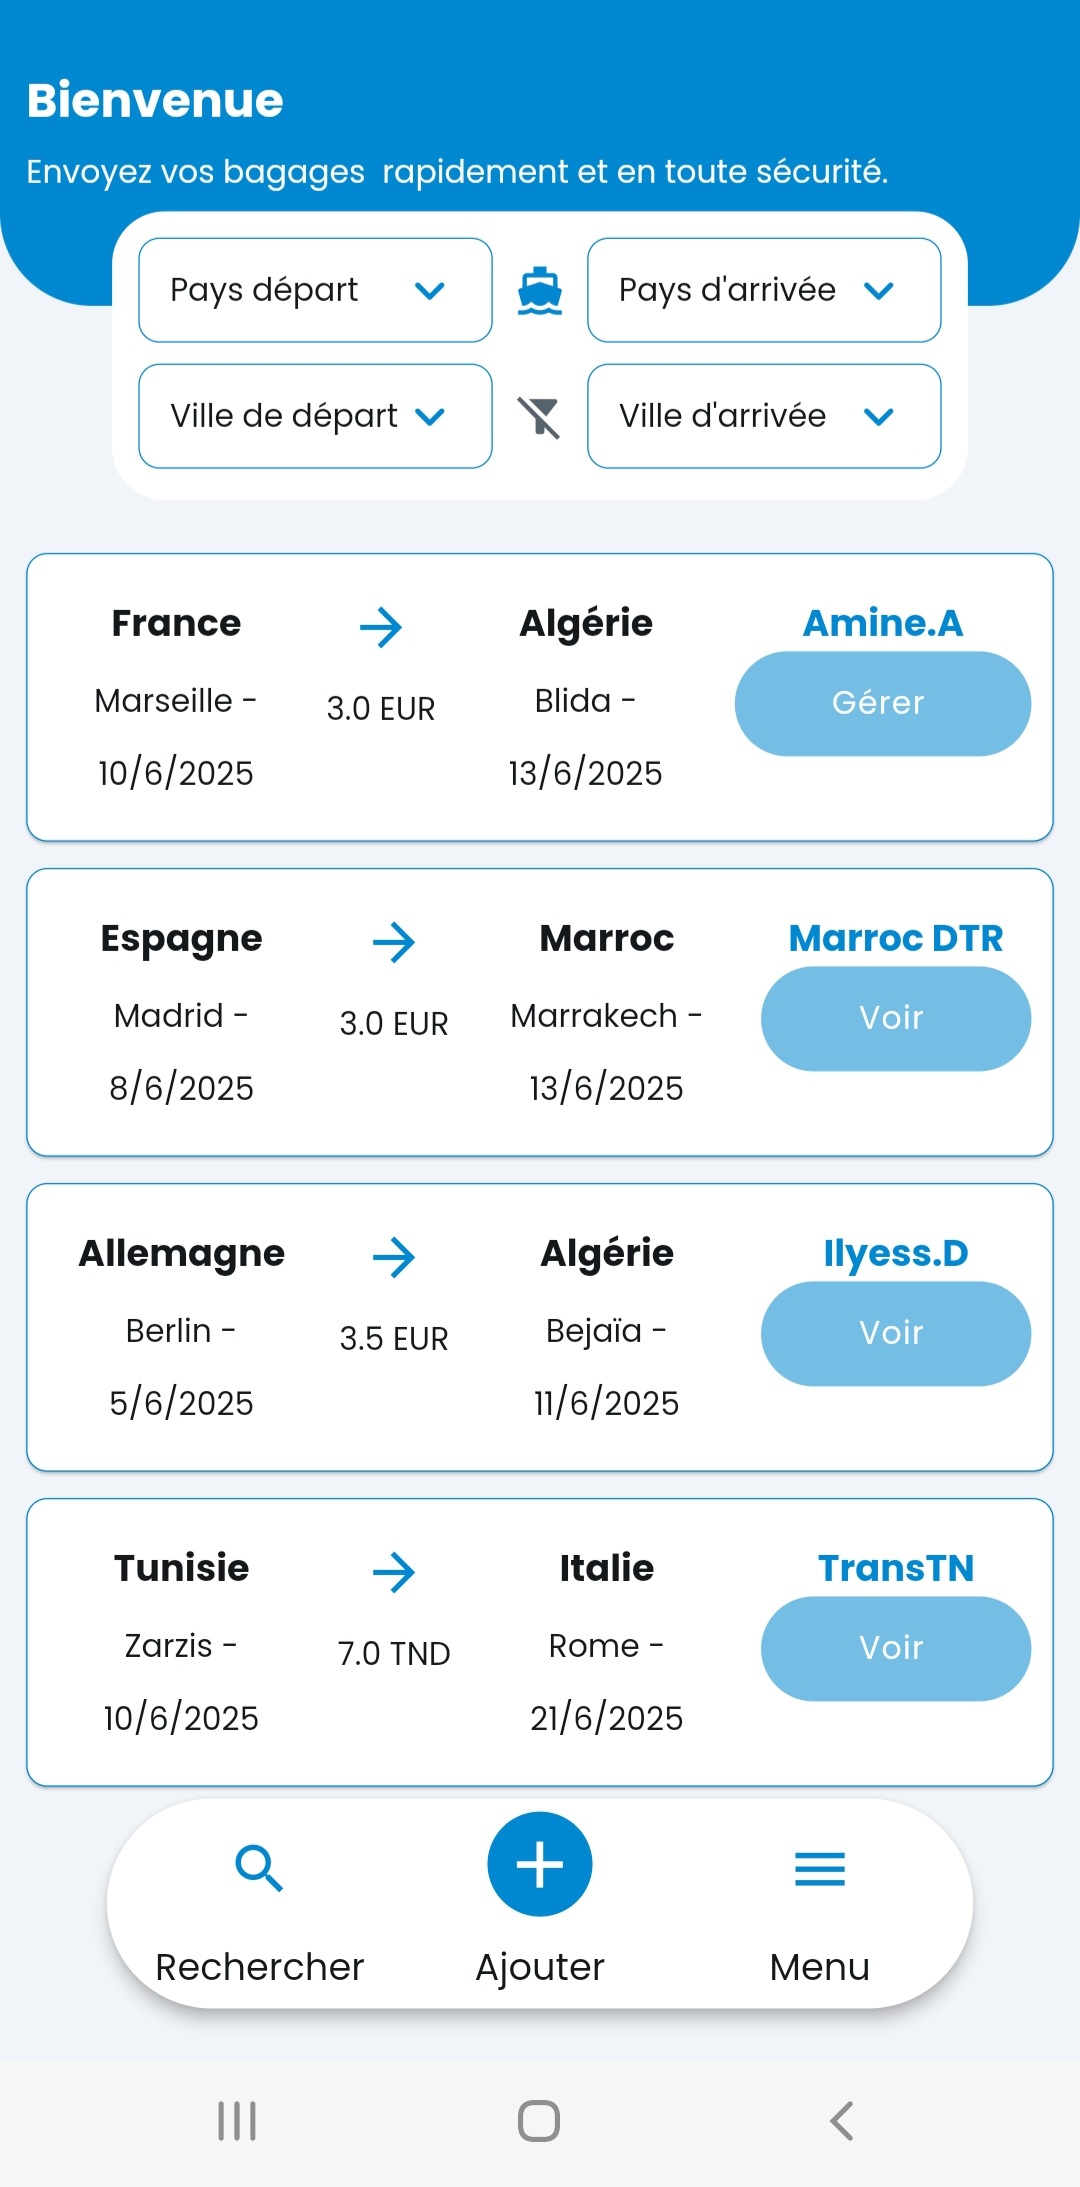 Bienvenue
Envoyez vos bagages  rapidement et en toute sécurité.
Pays départ
Pays d'arrivée
Ville de départ
Ville d'arrivée
France
Algérie
Amine.A
Marseille -
3.0 EUR
Blida -
Gérer
10/6/2025
13/6/2025
Espagne
Marroc
Marroc DTR
Madrid -
3.0 EUR
Marrakech -
Voir
8/6/2025
13/6/2025
Allemagne
Algérie
Ilyess.D
Berlin -
3.5 EUR
Bejaïa -
Voir
5/6/2025
11/6/2025
Tunisie
Italie
TransTN
Zarzis -
7.0 TND
Rome -
Voir
10/6/2025
21/6/2025
Rechercher
Ajouter
Menu